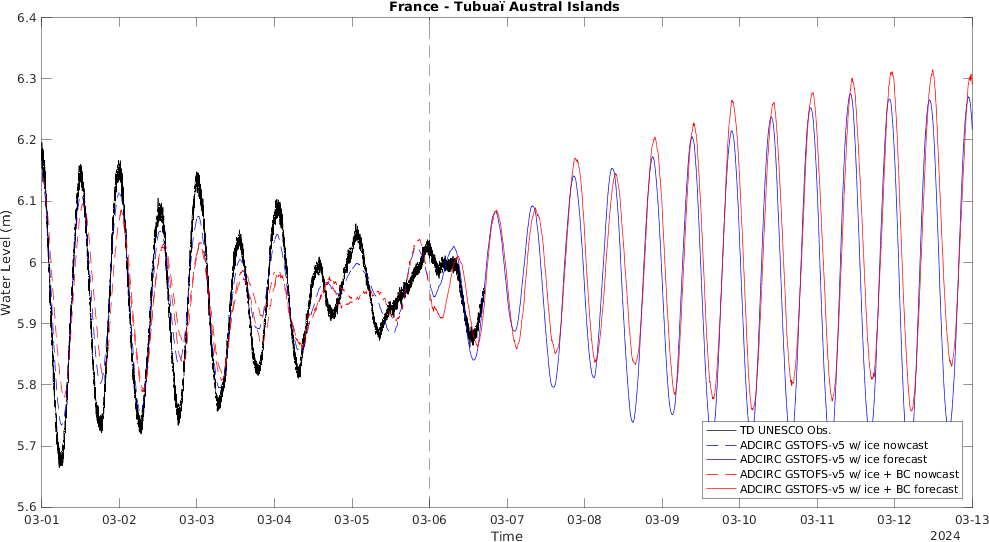 France - Tubuaï Austral Islands
6.4
6.3
6.2
6.1
6
5.9
5.8
5.7
5.6
Water Level (m)
03-01 03-02 03-03 03-04 03-05 03-06 03-07 03-08 03-09 03-10 03-11 03-12 03-13
Time
2024
TD UNESCO Obs.
ADCIRC GSTOFS-v5 w/ ice nowcast
ADCIRC GSTOFS-v5 w/ ice forecast
ADCIRC GSTOFS-v5 w/ ice + BC nowcast
ADCIRC GSTOFS-v5 w/ ice + BC forecast